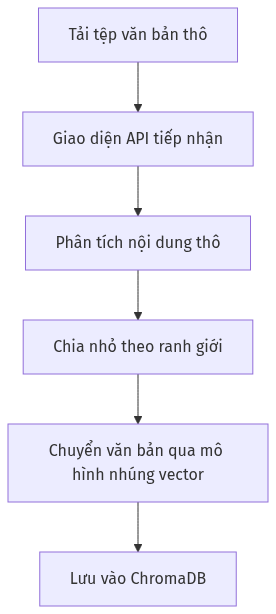 Tải tệp văn bản thô
Giao diện API tiếp nhận
Phân tích nội dung thô
Chia nhỏ theo ranh giới
Chuyển văn bản qua mô
hình nhúng vector
Lưu vào ChromaDB